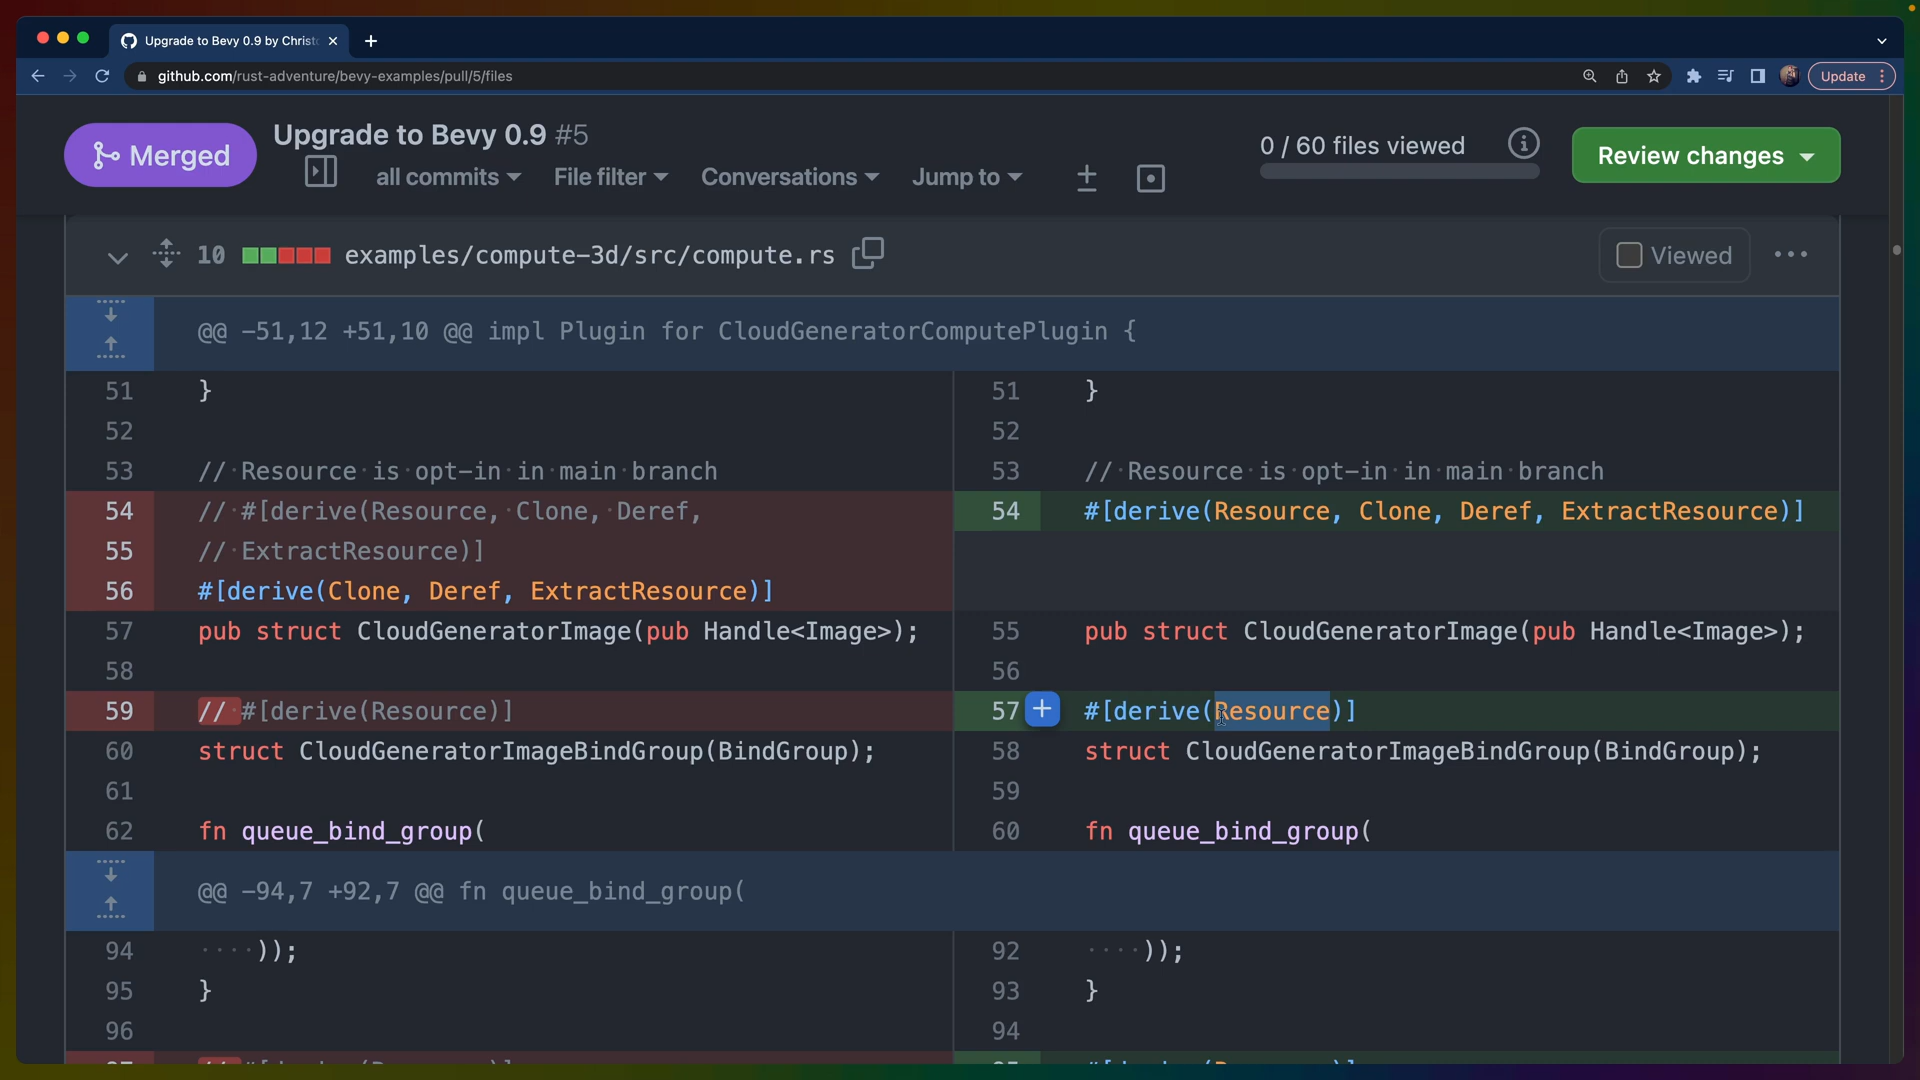 Upgrade to Bevy 0.9 by Christ
github.com/rust-adventure/bevy-examples/pull/5/files
Update
Merged
Upgrade to Bevy 0.9 #5
all commits
File filter
Conversations
Jump to
0 / 60 files viewed
Review changes
10
examples/compute-3d/src/compute.rs
Viewed
@@ -51,12 +51,10 @@ impl Plugin for CloudGeneratorComputePlugin {
51 }
52
53 // Resource is opt-in in main branch
54 // #[derive(Resource, Clone, Deref,
55 // ExtractResource)]
56 #[derive(Clone, Deref, ExtractResource)]
57 pub struct CloudGeneratorImage(pub Handle<Image>);
58
59 // #[derive(Resource)]
60 struct CloudGeneratorImageBindGroup(BindGroup);
61
62 fn queue_bind_group(
51 }
52
53 // Resource is opt-in in main branch
54 #[derive(Resource, Clone, Deref, ExtractResource)]
55 pub struct CloudGeneratorImage(pub Handle<Image>);
56
57 #[derive(Resource)]
58 struct CloudGeneratorImageBindGroup(BindGroup);
59
60 fn queue_bind_group(
@@ -94,7 +92,7 @@ fn queue_bind_group(
94 ));
95 }
96
92 ));
93 }
94